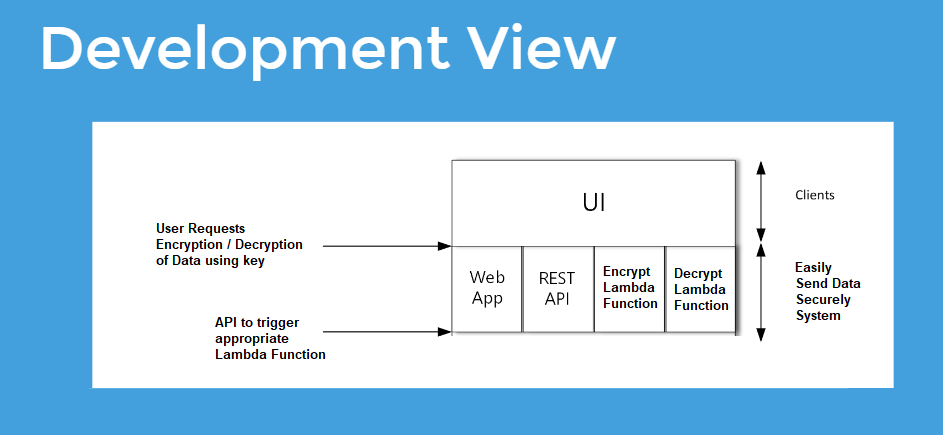 Development View
UI
Clients
User Requests
Encryption / Decryption
of Data using key
Web
App
REST
API
Encrypt
Lambda
Function
Decrypt
Lambda
Function
Easily
Send Data
Securely
System
API to trigger
appropriate
Lambda Function